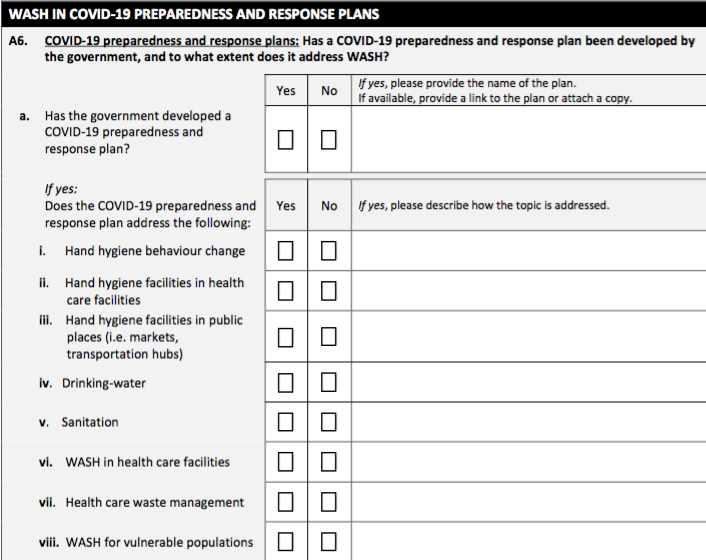 WASH IN COVID-19 PREPAREDNESS AND RESPONSE PLANS
A6. COVID-19 preparedness and response plans: Has a COVID-19 preparedness and response plan been developed by
the government, and to what extent does it address WASH?
Yes No If yes, please provide the name of the plan.
If available, provide a link to the plan or attach a copy.
a. Has the government developed a
COVID-19 preparedness and
response plan?
If yes:
Does the COVID-19 preparedness and
response plan address the following:
Yes No If yes, please describe how the topic is addressed.
i. Hand hygiene behaviour change
ii. Hand hygiene facilities in health
care facilities
iii. Hand hygiene facilities in public
places (i.e. markets,
transportation hubs)
iv. Drinking-water
v. Sanitation
vi. WASH in health care facilities
vii. Health care waste management
viii. WASH for vulnerable populations